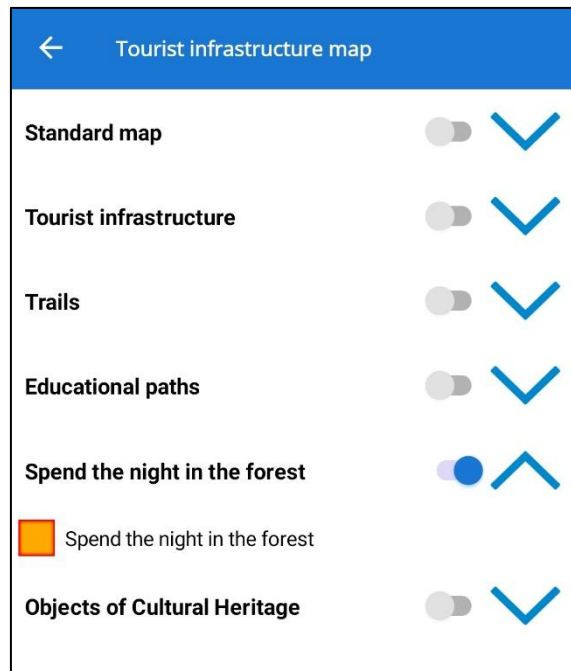 Tourist infrastructure map
Standard map
Tourist infrastructure
Trails
Educational paths
Spend the night in the forest
Spend the night in the forest
Objects of Cultural Heritage